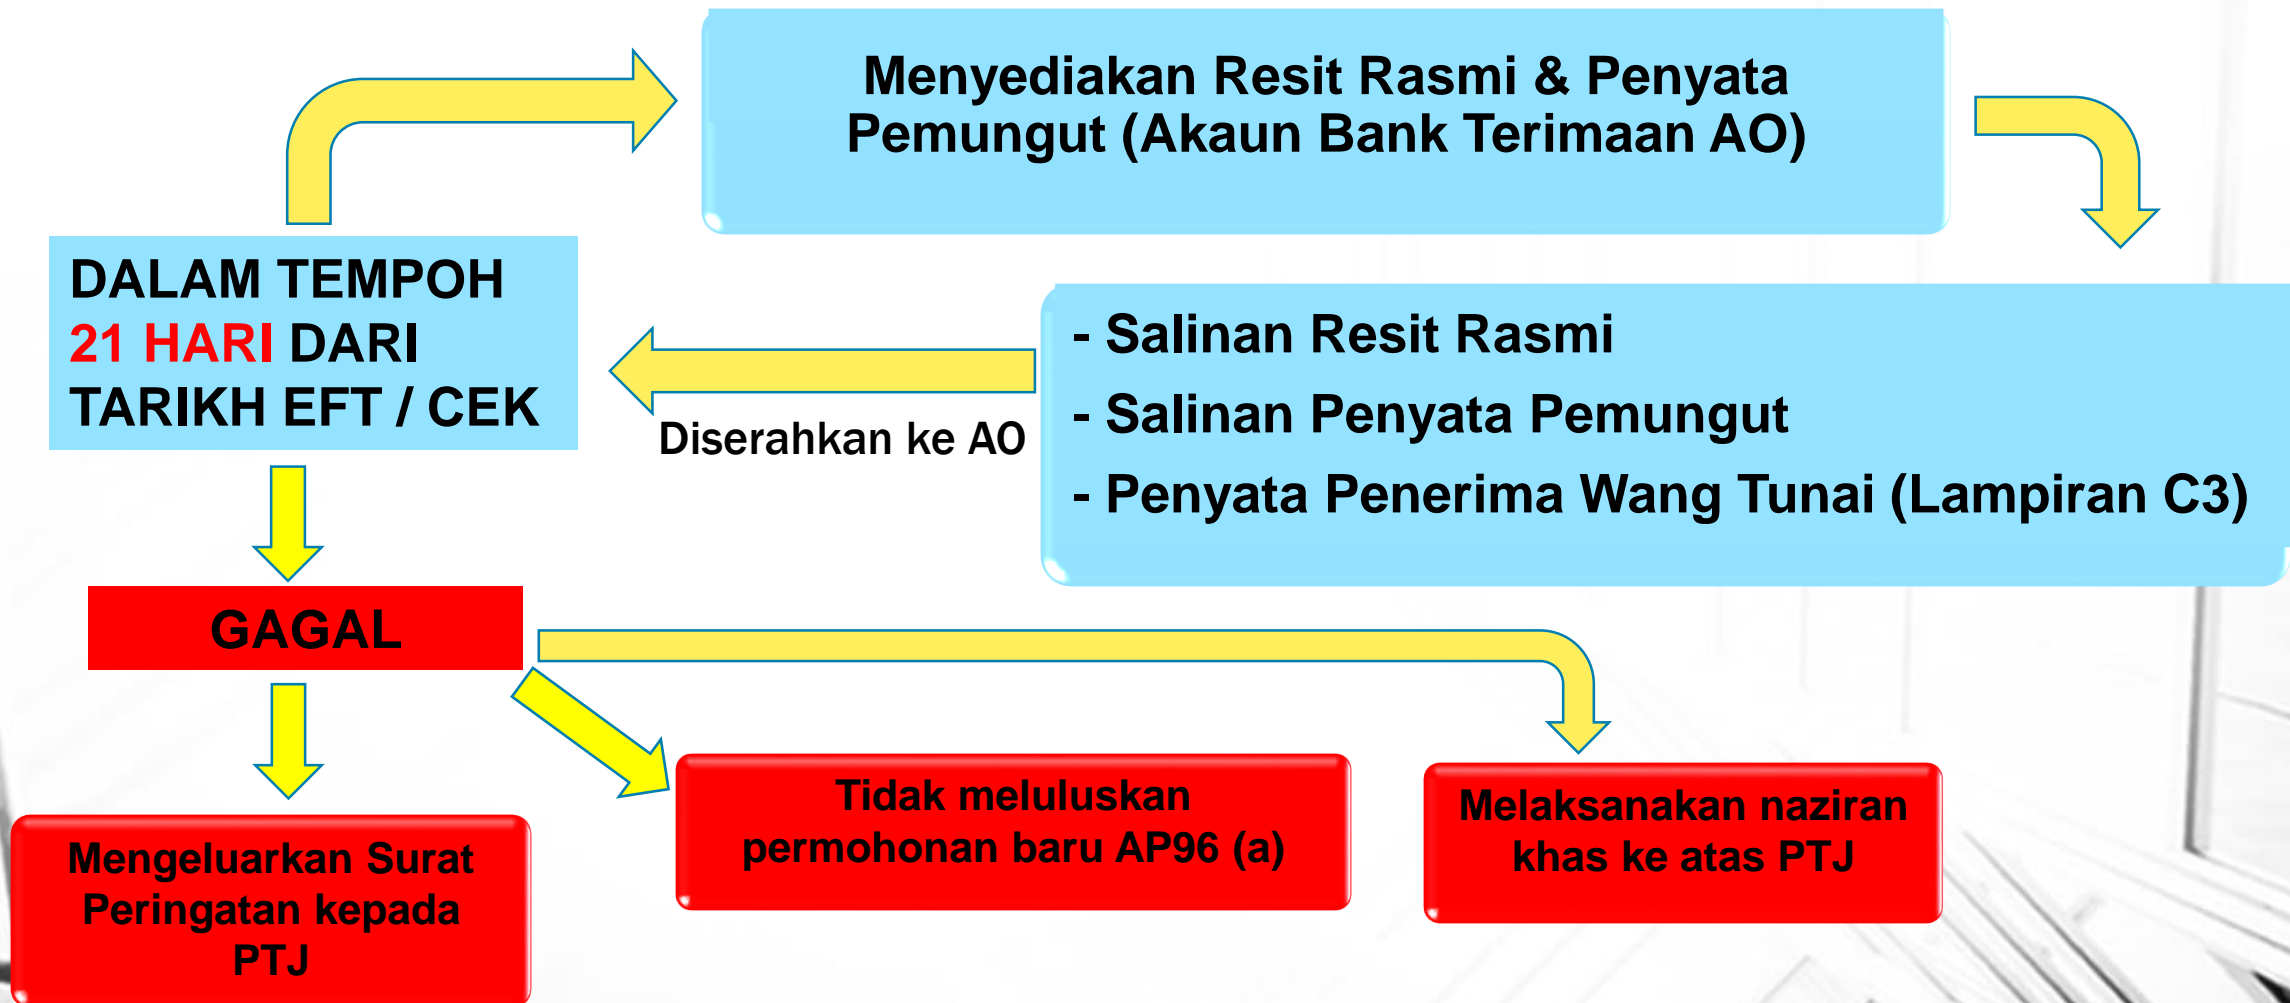 Menyediakan Resit Rasmi & Penyata
Pemungut (Akaun Bank Terimaan AO)
DALAM TEMPOH
21 HARI DARI
TARIKH EFT / CEK
Diserahkan ke AO
- Salinan Resit Rasmi
- Salinan Penyata Pemungut
- Penyata Penerima Wang Tunai (Lampiran C3)
GAGAL
Mengeluarkan Surat
Peringatan kepada
PTJ
Tidak meluluskan
permohonan baru AP96 (a)
Melaksanakan naziran
khas ke atas PTJ